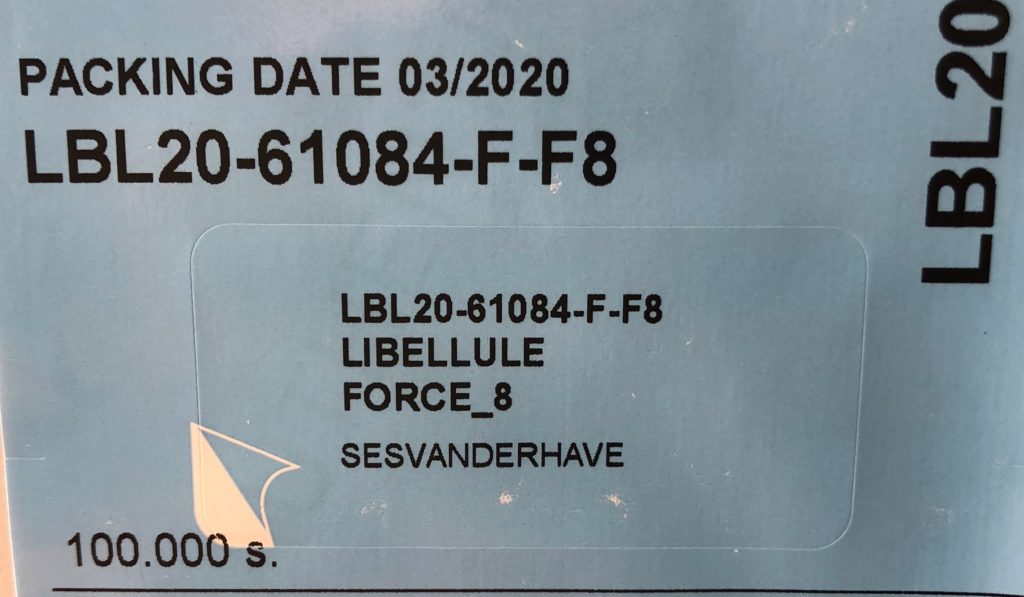 PACKING DATE 03/2020
LBL20-61084-F-F8
LBL20-61084-F-F8
LIBELLULE
FORCE_8
SESVANDERHAVE
100.000 s.
LBL20